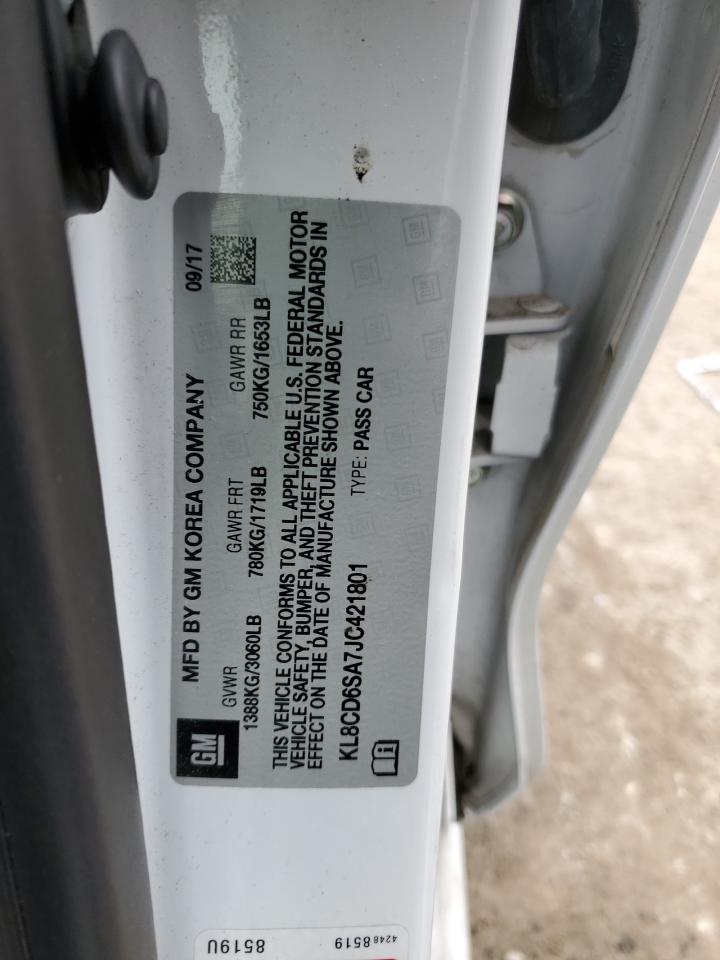 GM
MFD BY GM KOREA COMPANY 09/17
GVWR GAWR FRT GAWR RR
1388KG/3060LB 780KG/1719LB 750KG/1653LB
THIS VEHICLE CONFORMS TO ALL APPLICABLE U.S. FEDERAL MOTOR
VEHICLE SAFETY, BUMPER, AND THEFT PREVENTION STANDARDS IN
EFFECT ON THE DATE OF MANUFACTURE SHOWN ABOVE.
KL8CD6SA7JC421801 TYPE: PASS CAR
8519U
4248 8519